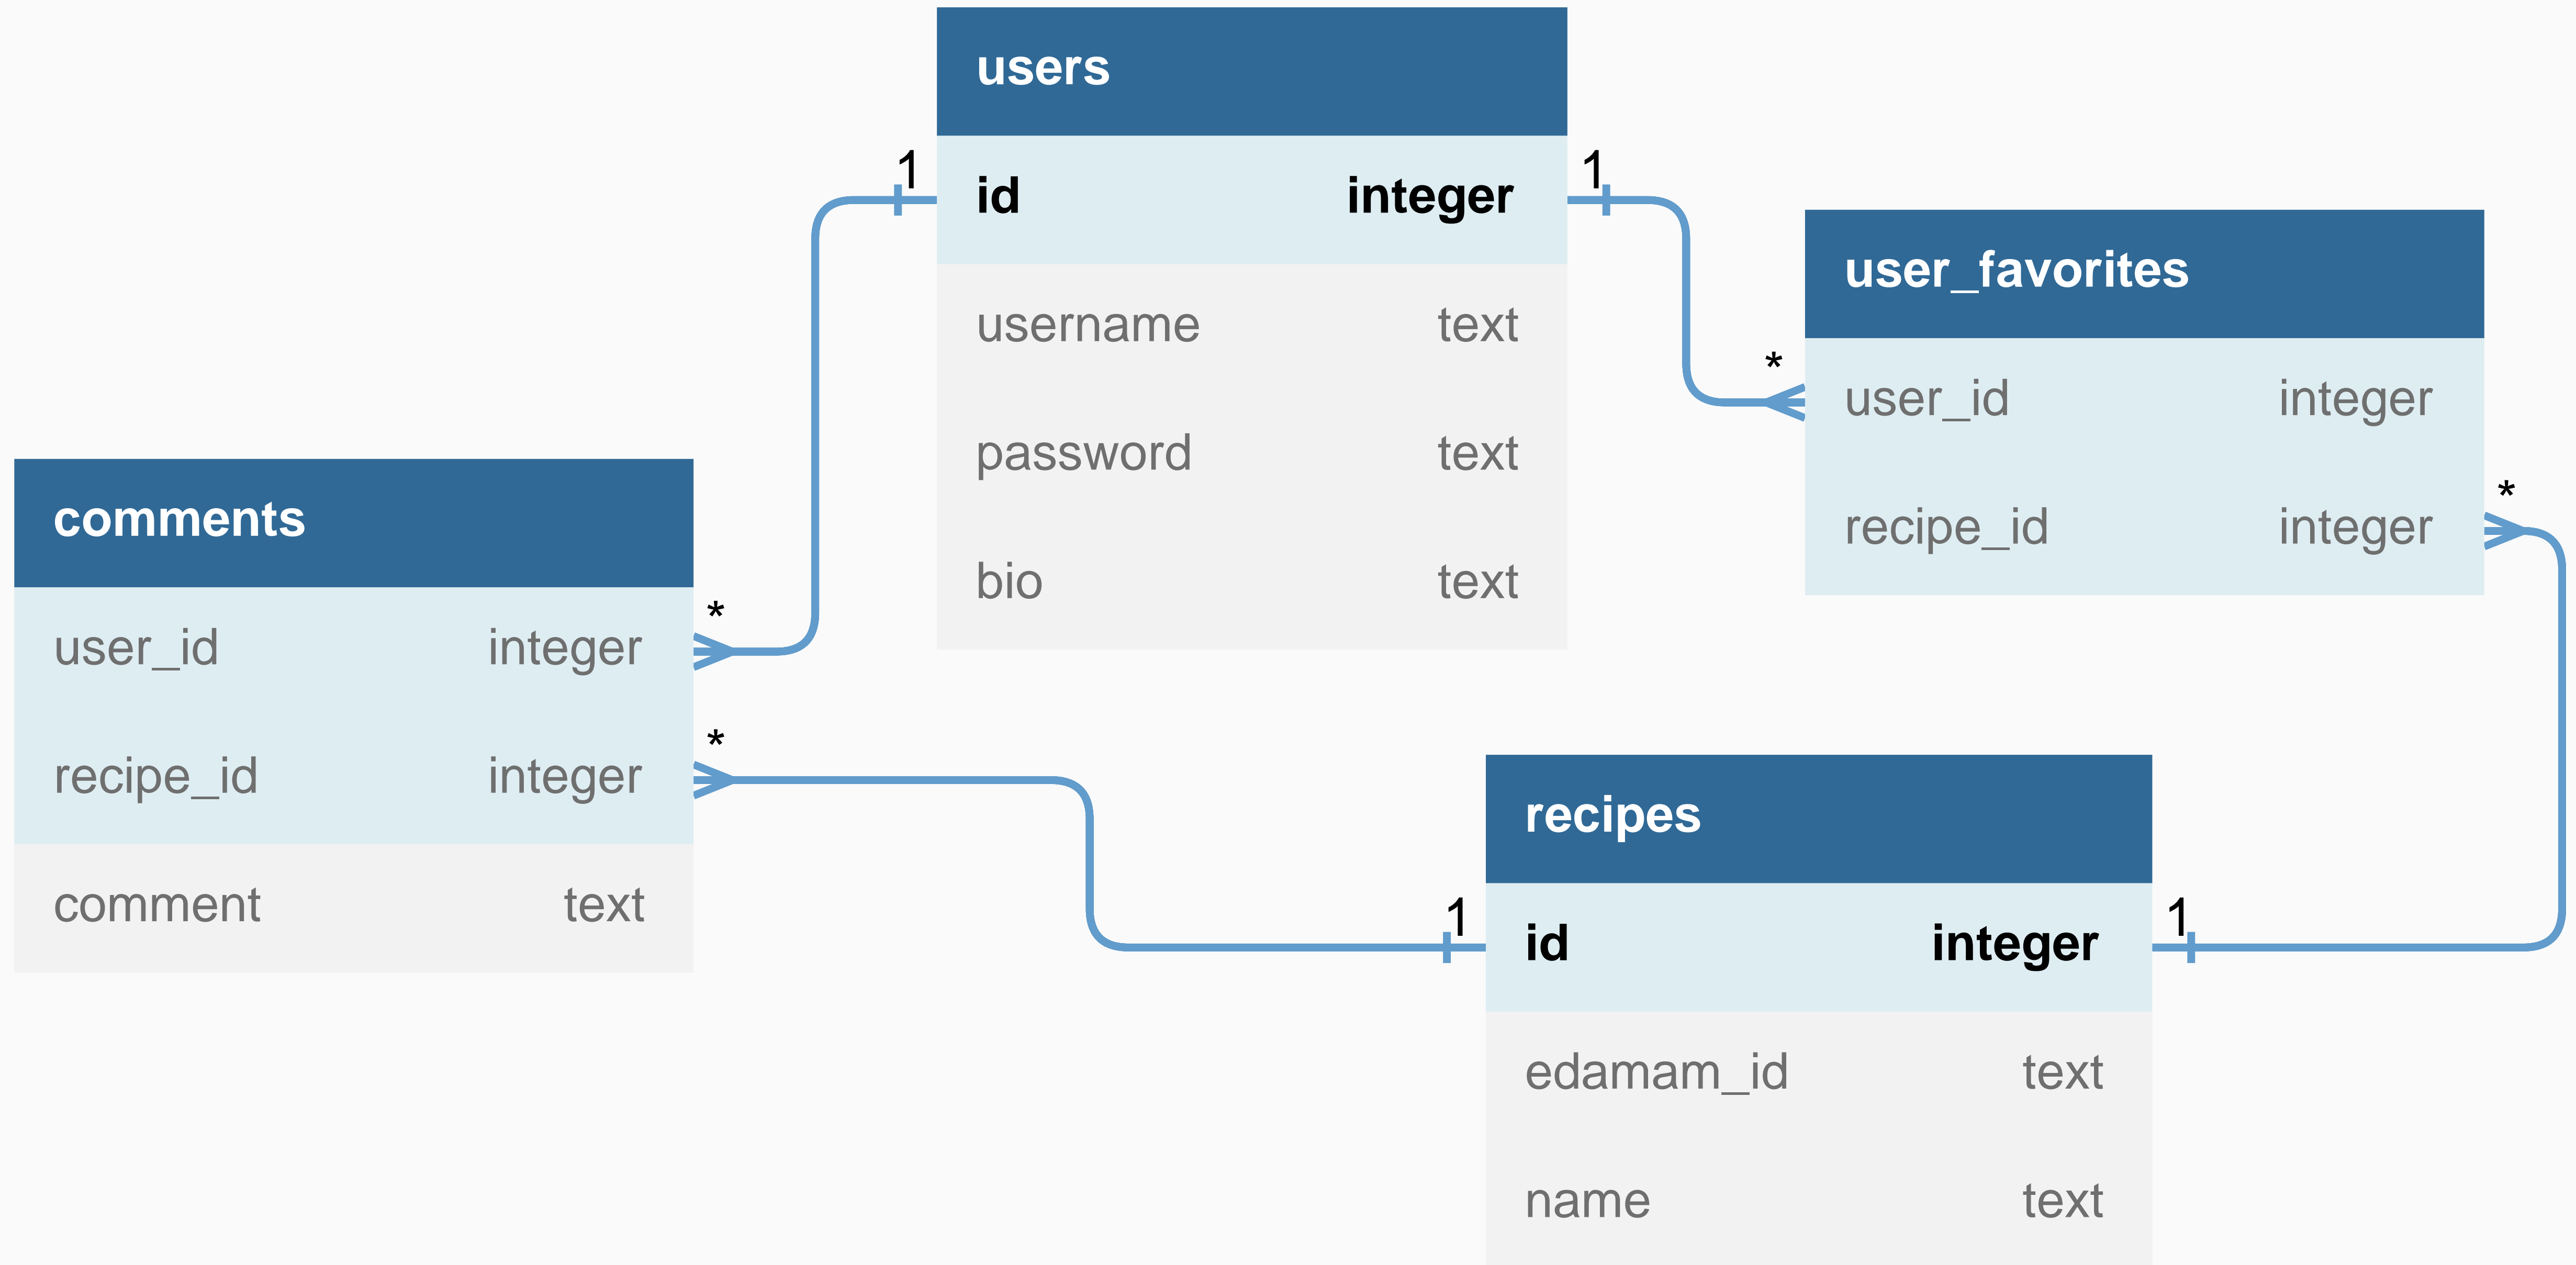 users
1 id integer 1
username text
password text
bio text
user_favorites
* user_id integer
recipe_id integer *
comments
user_id integer *
recipe_id integer *
comment text
recipes
1 id integer 1
edamam_id text
name text